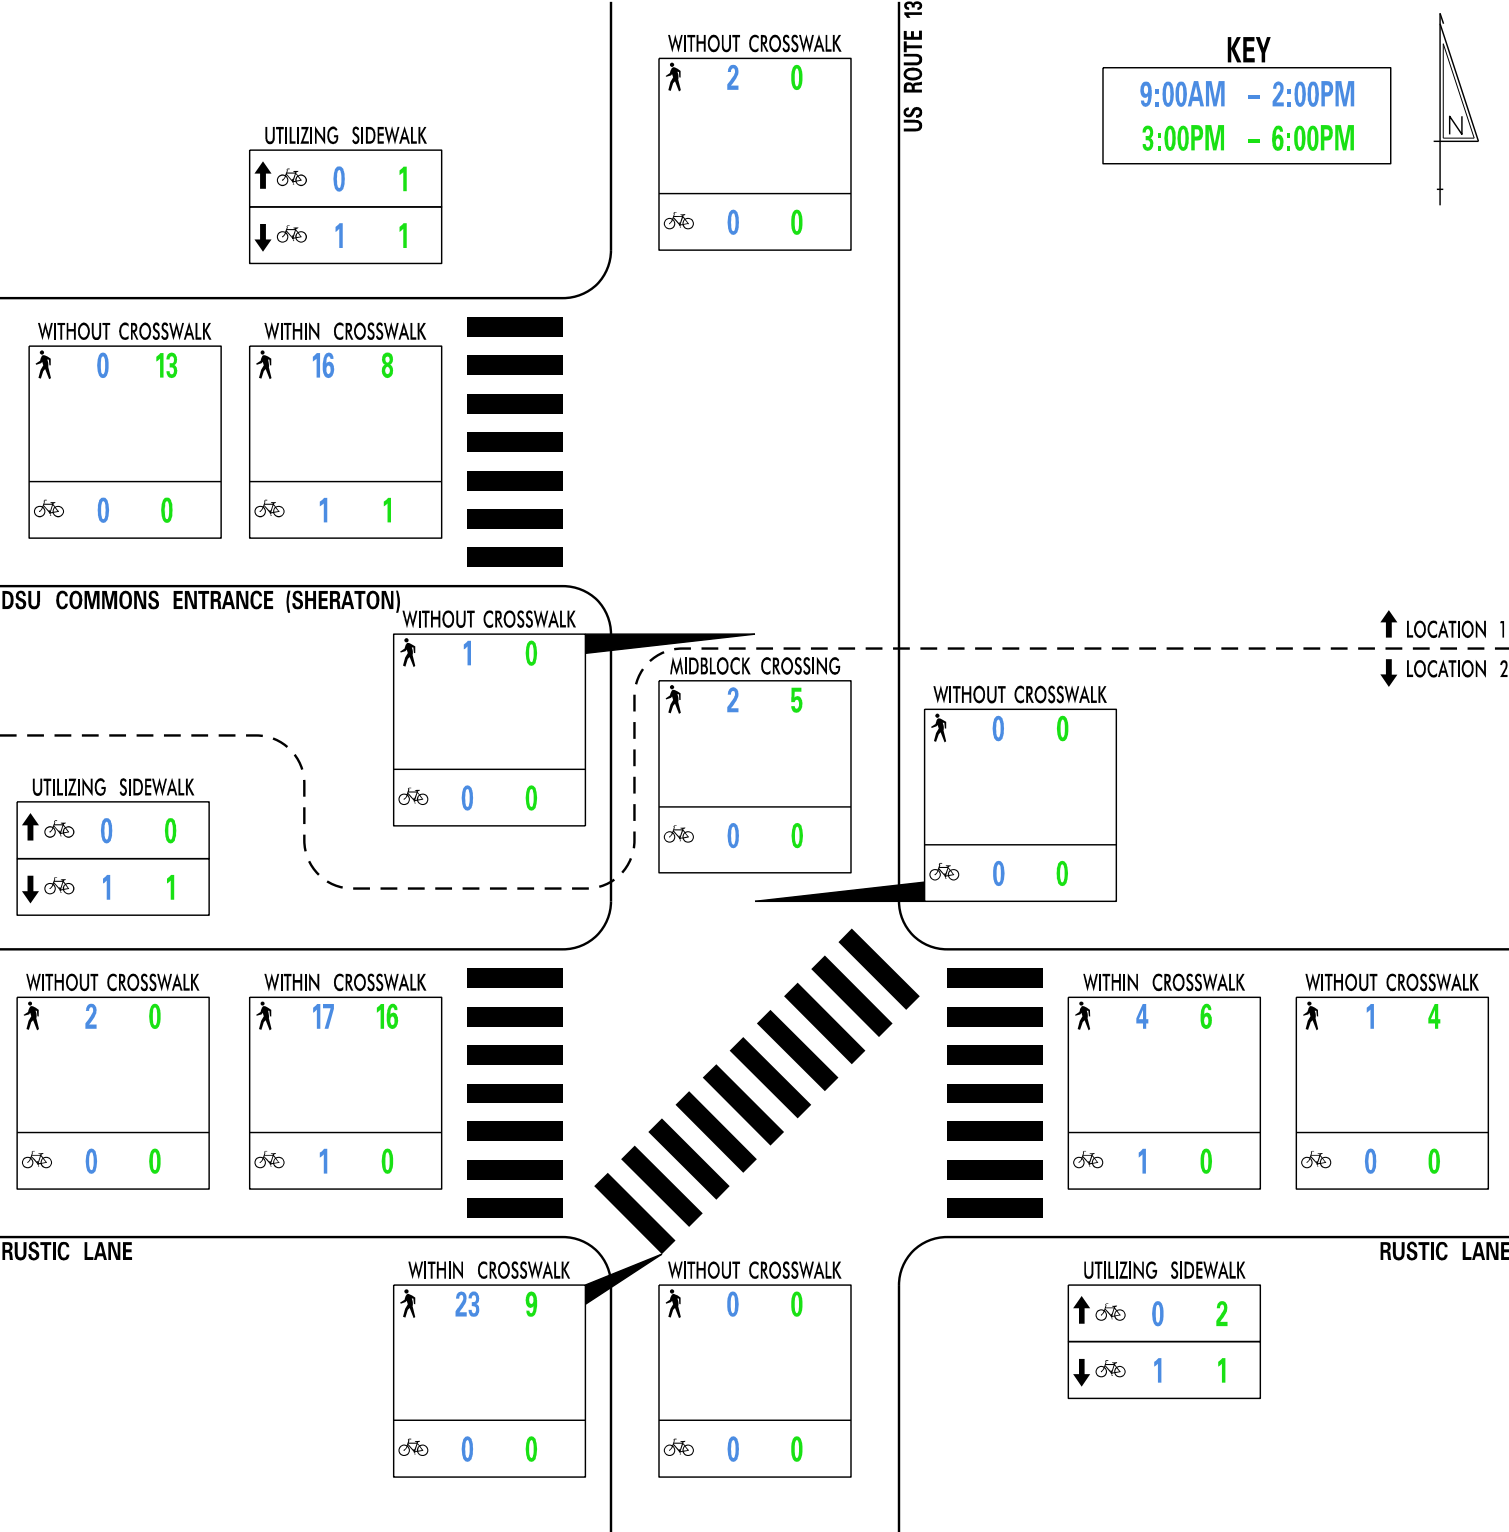 US ROUTE 13
WITHOUT CROSSWALK
2 0
0 0
KEY
9:00AM – 2:00PM
3:00PM – 6:00PM
N
UTILIZING SIDEWALK
0 1
1 1
WITHOUT CROSSWALK
0 13
0 0
WITHIN CROSSWALK
16 8
1 1
DSU COMMONS ENTRANCE (SHERATON)
WITHOUT CROSSWALK
1 0
0 0
LOCATION 1
LOCATION 2
MIDBLOCK CROSSING
2 5
0 0
WITHOUT CROSSWALK
0 0
0 0
UTILIZING SIDEWALK
0 0
1 1
WITHOUT CROSSWALK
2 0
0 0
WITHIN CROSSWALK
17 16
1 0
WITHIN CROSSWALK
4 6
1 0
WITHOUT CROSSWALK
1 4
0 0
RUSTIC LANE
RUSTIC LANE
WITHIN CROSSWALK
23 9
0 0
WITHOUT CROSSWALK
0 0
0 0
UTILIZING SIDEWALK
0 2
1 1